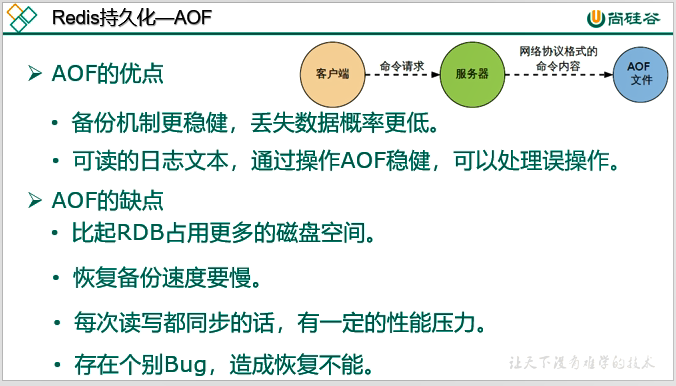 Redis持久化—AOF
尚硅谷
AOF的优点
客户端
命令请求
服务器
网络协议格式的
命令内容
AOF
文件
备份机制更稳健，丢失数据概率更低。
可读的日志文本，通过操作AOF稳健，可以处理误操作。
AOF的缺点
比起RDB占用更多的磁盘空间。
恢复备份速度要慢。
每次读写都同步的话，有一定的性能压力。
存在个别Bug，造成恢复不能。
让天下没有难学的技术